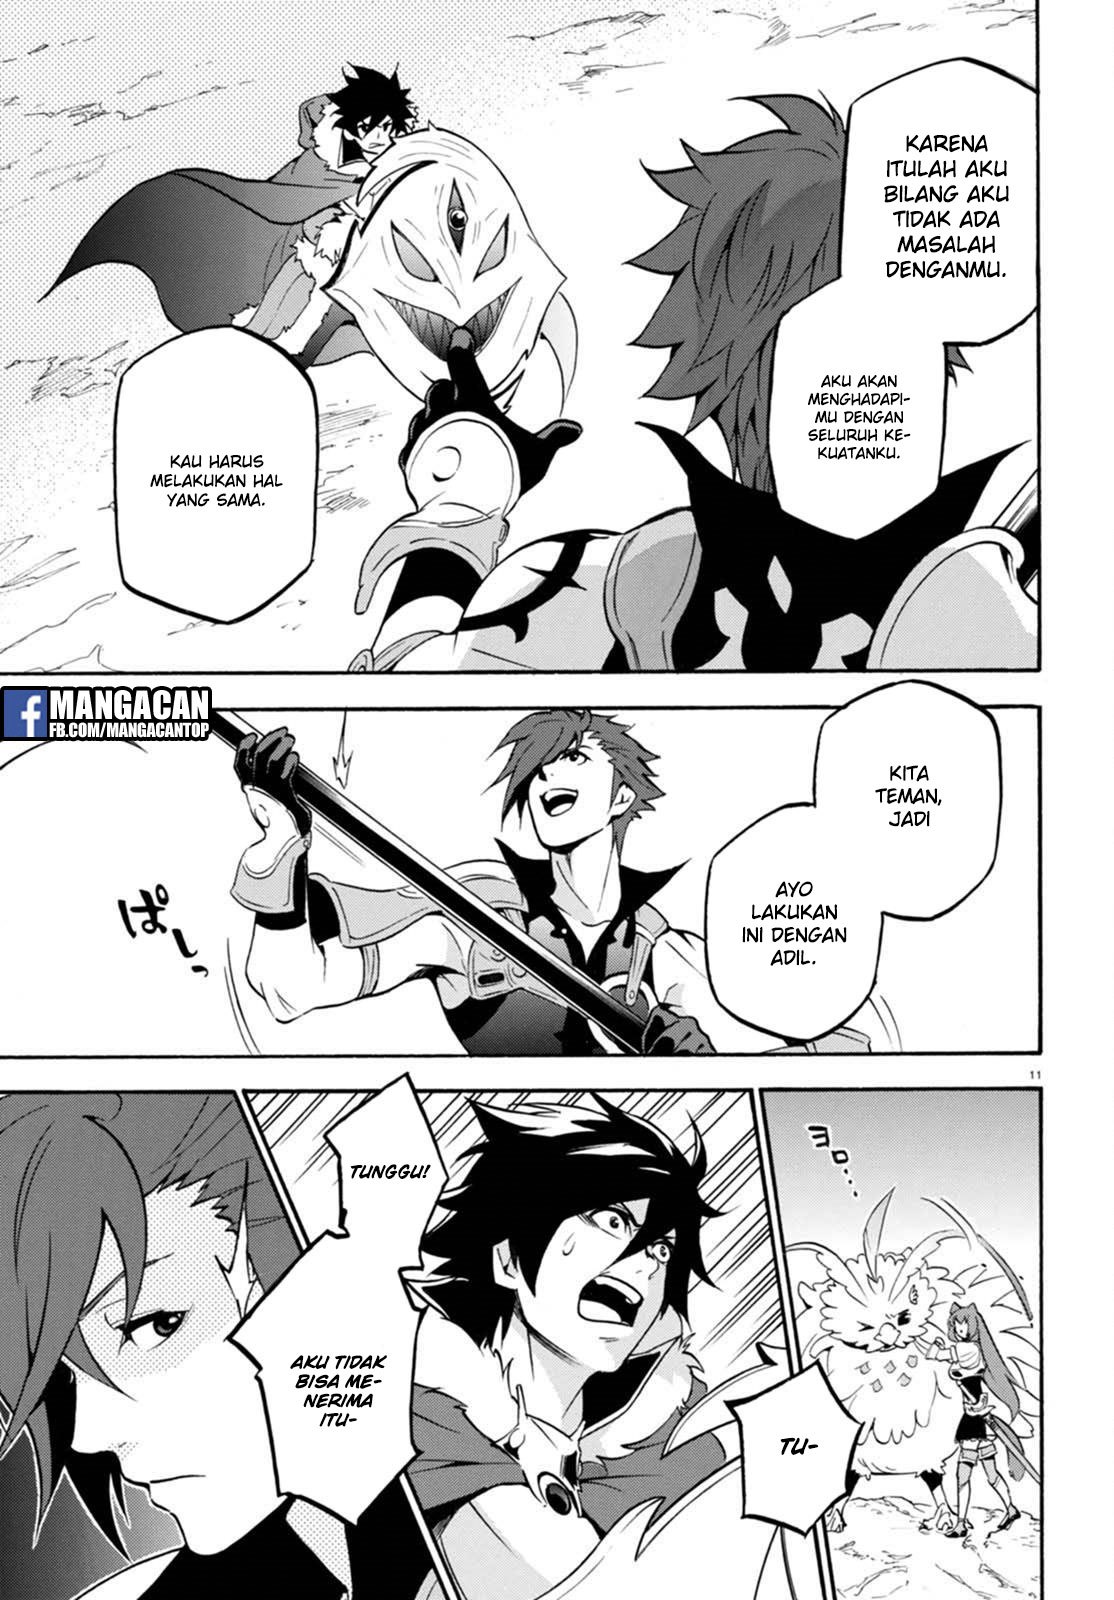 KARENA
ITULAH AKU
BILANG AKU
TIDAK ADA
MASALAH
DENGANMU.
AKU AKAN
MENGHADAPI-
MU DENGAN
SELURUH KE-
KUATANKU.
KAU HARUS
MELAKUKAN HAL
YANG SAMA.
MANGACAN
FB.COM/MANGACANTOP
KITA
TEMAN,
JADI
AYO
LAKUKAN
INI DENGAN
ADIL.
ぱしっ
11
ヨロ…
TU-
TUNGGU!
AKU TIDAK
BISA ME-
NERIMA
ITU-